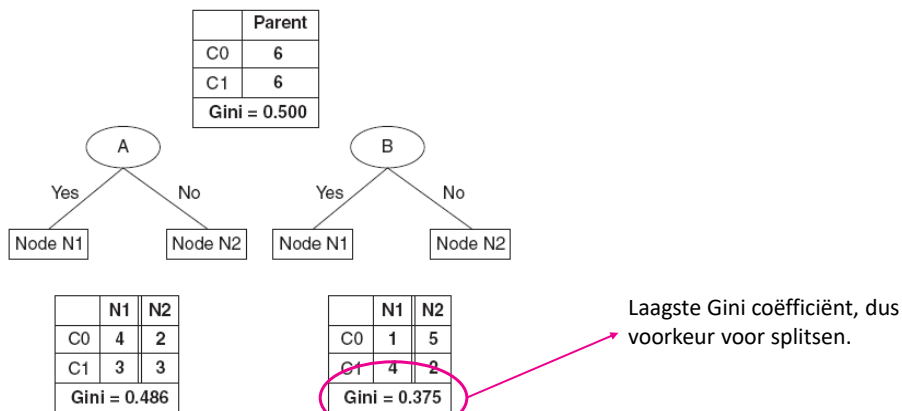 Parent
C0 6
C1 6
Gini = 0.500
A
Yes No
Node N1 Node N2
N1 N2
C0 4 2
C1 3 3
Gini = 0.486
B
Yes No
Node N1 Node N2
N1 N2
C0 1 5
C1 4 2
Gini = 0.375
Laagste Gini coëfficiënt, dus
voorkeur voor splitsen.